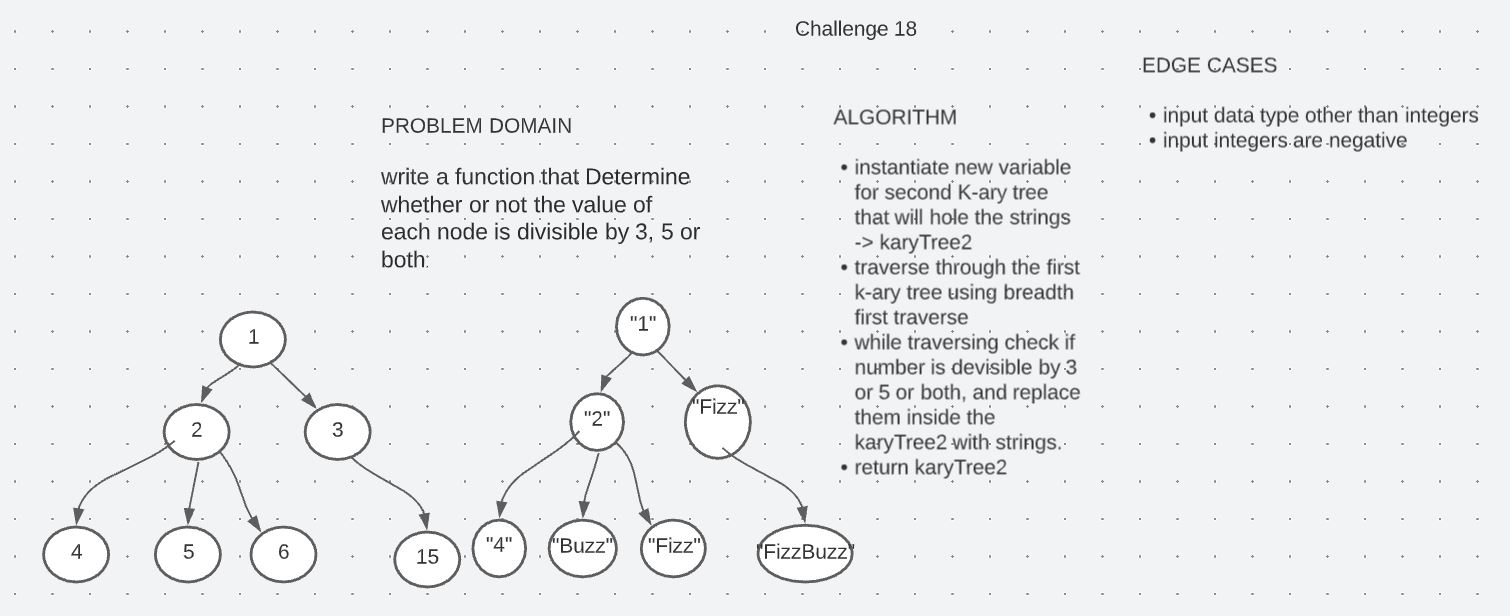 Challenge 18
PROBLEM DOMAIN
write a function that Determine
whether or not the value of
each node is divisible by 3, 5 or
both:
1
2
3
4
5
6
15
"1"
"2"
"Fizz"
"4"
"Buzz"
"Fizz"
"FizzBuzz"
ALGORITHM
• instantiate new variable
for second K-ary tree
that will hole the strings
-> karyTree2
• traverse through the first
k-ary tree using breadth
first traverse
• while traversing check if
number is devisible by 3
or 5 or both, and replace
them inside the
karyTree2 with strings.
• return karyTree2
EDGE CASES
• input data type other than integers
• input integers are negative